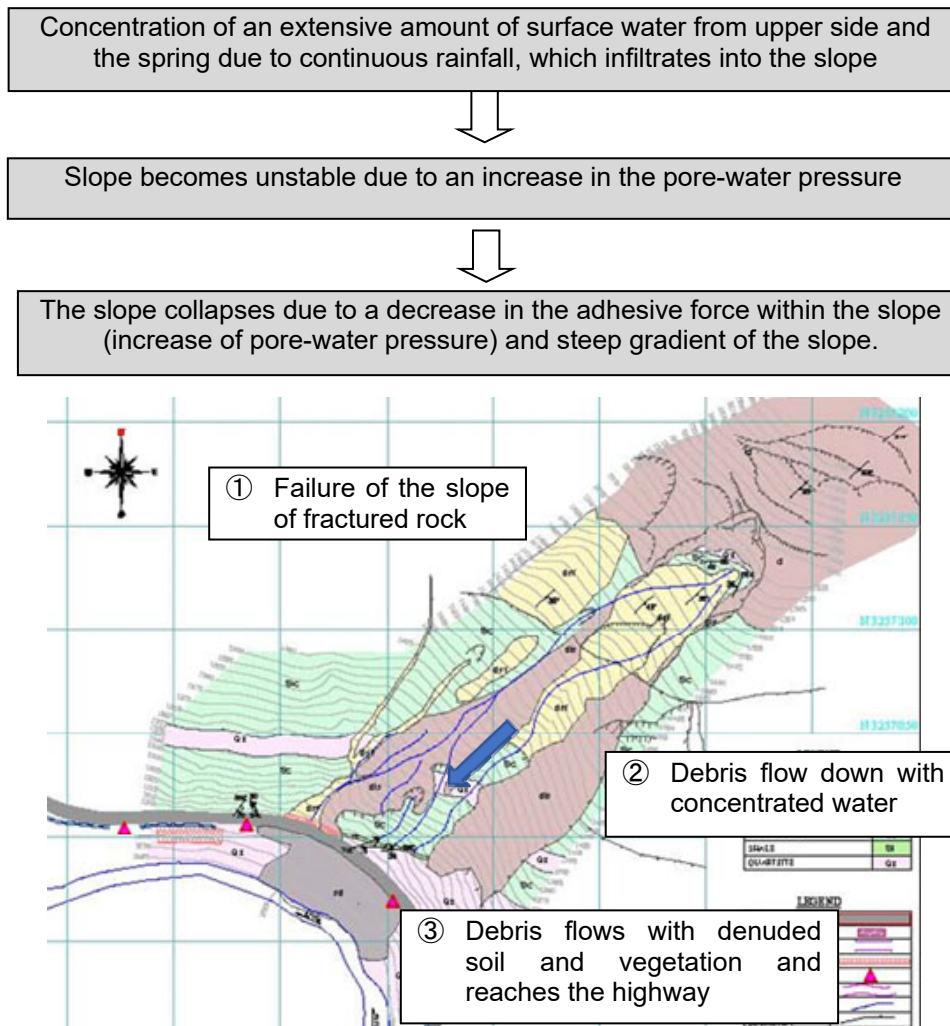 Concentration of an extensive amount of surface water from upper side and
the spring due to continuous rainfall, which infiltrates into the slope
Slope becomes unstable due to an increase in the pore-water pressure
The slope collapses due to a decrease in the adhesive force within the slope
(increase of pore-water pressure) and steep gradient of the slope.
① Failure of the slope
of fractured rock
② Debris flow down with
concentrated water
QUARTZITE
LEGEND
③ Debris flows with denuded
soil and vegetation and
reaches the highway